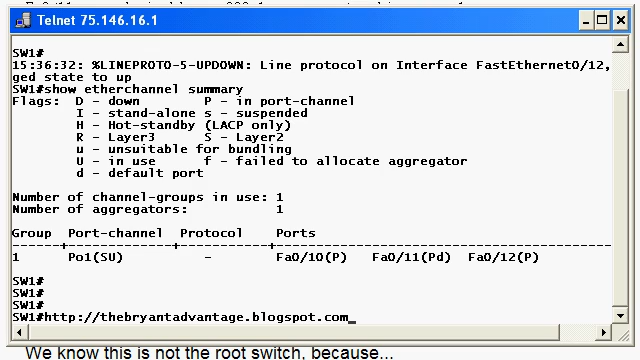 Telnet 75.146.16.1
SW1#
15:36:32: %LINEPROTO-5-UPDOWN: Line protocol on Interface FastEthernet0/12,
ged state to up
SW1#show etherchannel summary
Flags:  D - down        P - in port-channel
        I - stand-alone s - suspended
        H - Hot-standby (LACP only)
        R - Layer3      S - Layer2
        u - unsuitable for bundling
        U - in use      f - failed to allocate aggregator
        d - default port
Number of channel-groups in use: 1
Number of aggregators:           1
Group  Port-channel  Protocol    Ports
------+-------------+-----------+----------------------------------------------
1      Po1(SU)          -        Fa0/10(P)   Fa0/11(Pd)  Fa0/12(P)
SW1#
SW1#
SW1#
SW1#http://thebryantadvantage.blogspot.com_
We know this is not the root switch, because...